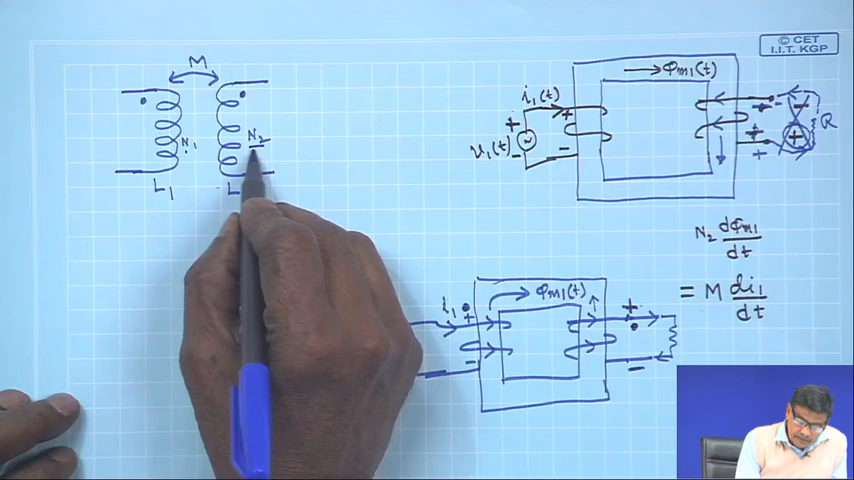 M
N₁
N₂
L₁
L
© CET
I.I.T. KGP
Φm₁(t)
i₁(t)
+
+
v₁(t)
-
-
-
+
+
+
R
N₂ dΦm₁/dt
= M di₁/dt
i₁
+
-
Φm₁(t)
+
-